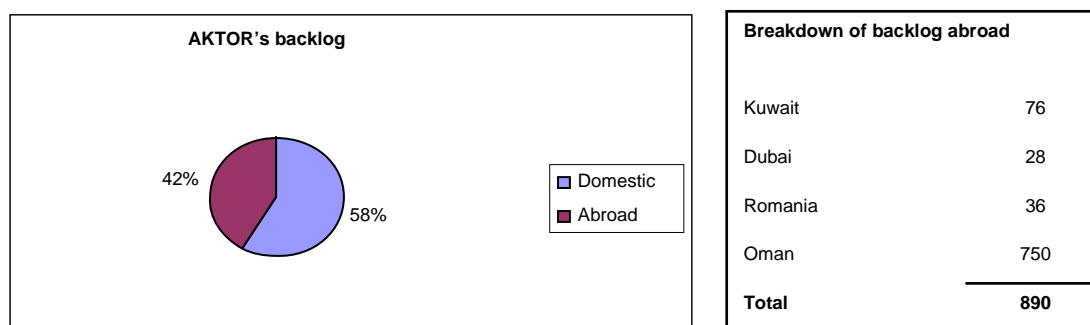 AKTOR’s backlog
42%
58%
Domestic
Abroad
Breakdown of backlog abroad
Kuwait 76
Dubai 28
Romania 36
Oman 750
Total 890